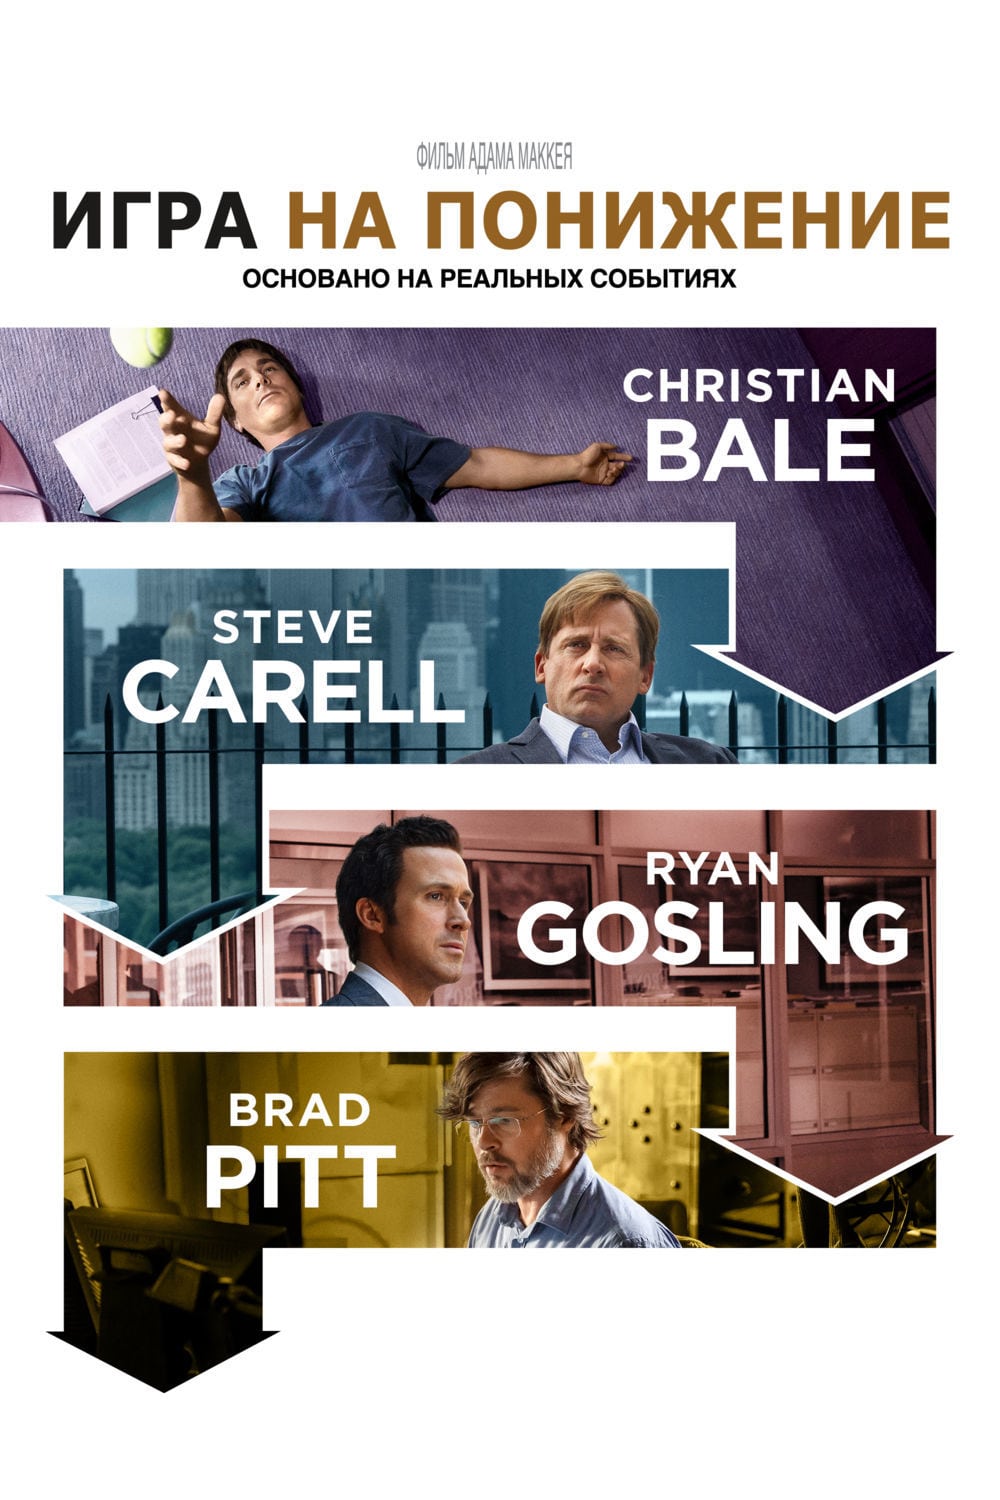 ФИЛЬМ АДАМА МАККЕЯ
ИГРА НА ПОНИЖЕНИЕ
ОСНОВАНО НА РЕАЛЬНЫХ СОБЫТИЯХ
CHRISTIAN
BALE
STEVE
CARELL
RYAN
GOSLING
BRAD
PITT